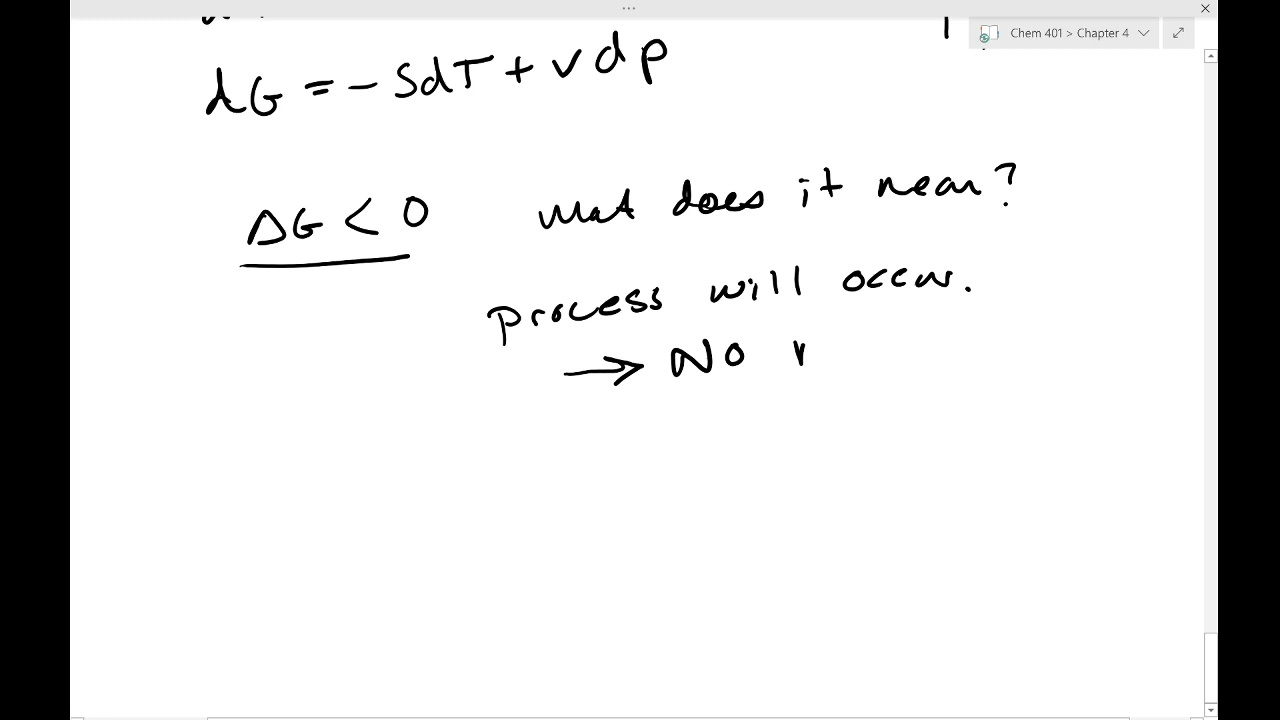 Chem 401 > Chapter 4
dG = - SdT + Vdp
ΔG < 0 What does it mean?
process will occur.
→ No